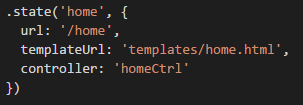 .state('home', {
  url: '/home',
  templateUrl: 'templates/home.html',
  controller: 'homeCtrl'
})